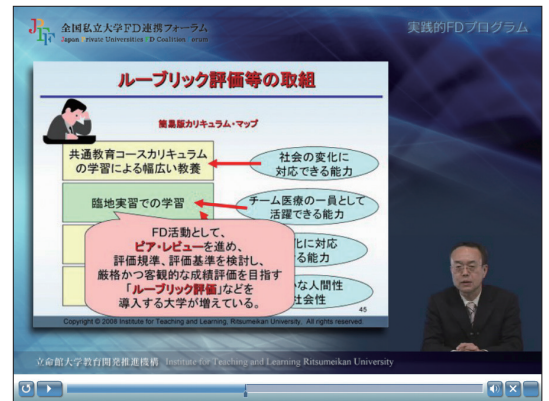 全国私立大学FD連携フォーラム
Japan Private Universities FD Coalition Forum
実践的FDプログラム
ルーブリック評価等の取組
簡易版カリキュラム・マップ
共通教育コースカリキュラム
の学習による幅広い教養
社会の変化に
対応できる能力
臨地実習での学習
チーム医療の一員として
活躍できる能力
FD活動として、
ピア・レビューを進め、
評価規準、評価基準を検討し、
厳格かつ客観的な成績評価を目指す
「ルーブリック評価」などを
導入する大学が増えている。
化に対応
る能力
な人間性
社会性
45
Copyright © 2008 Institute for Teaching and Learning, Ritsumeikan University. All rights reserved.
立命館大学教育開発推進機構 Institute for Teaching and Learning Ritsumeikan University